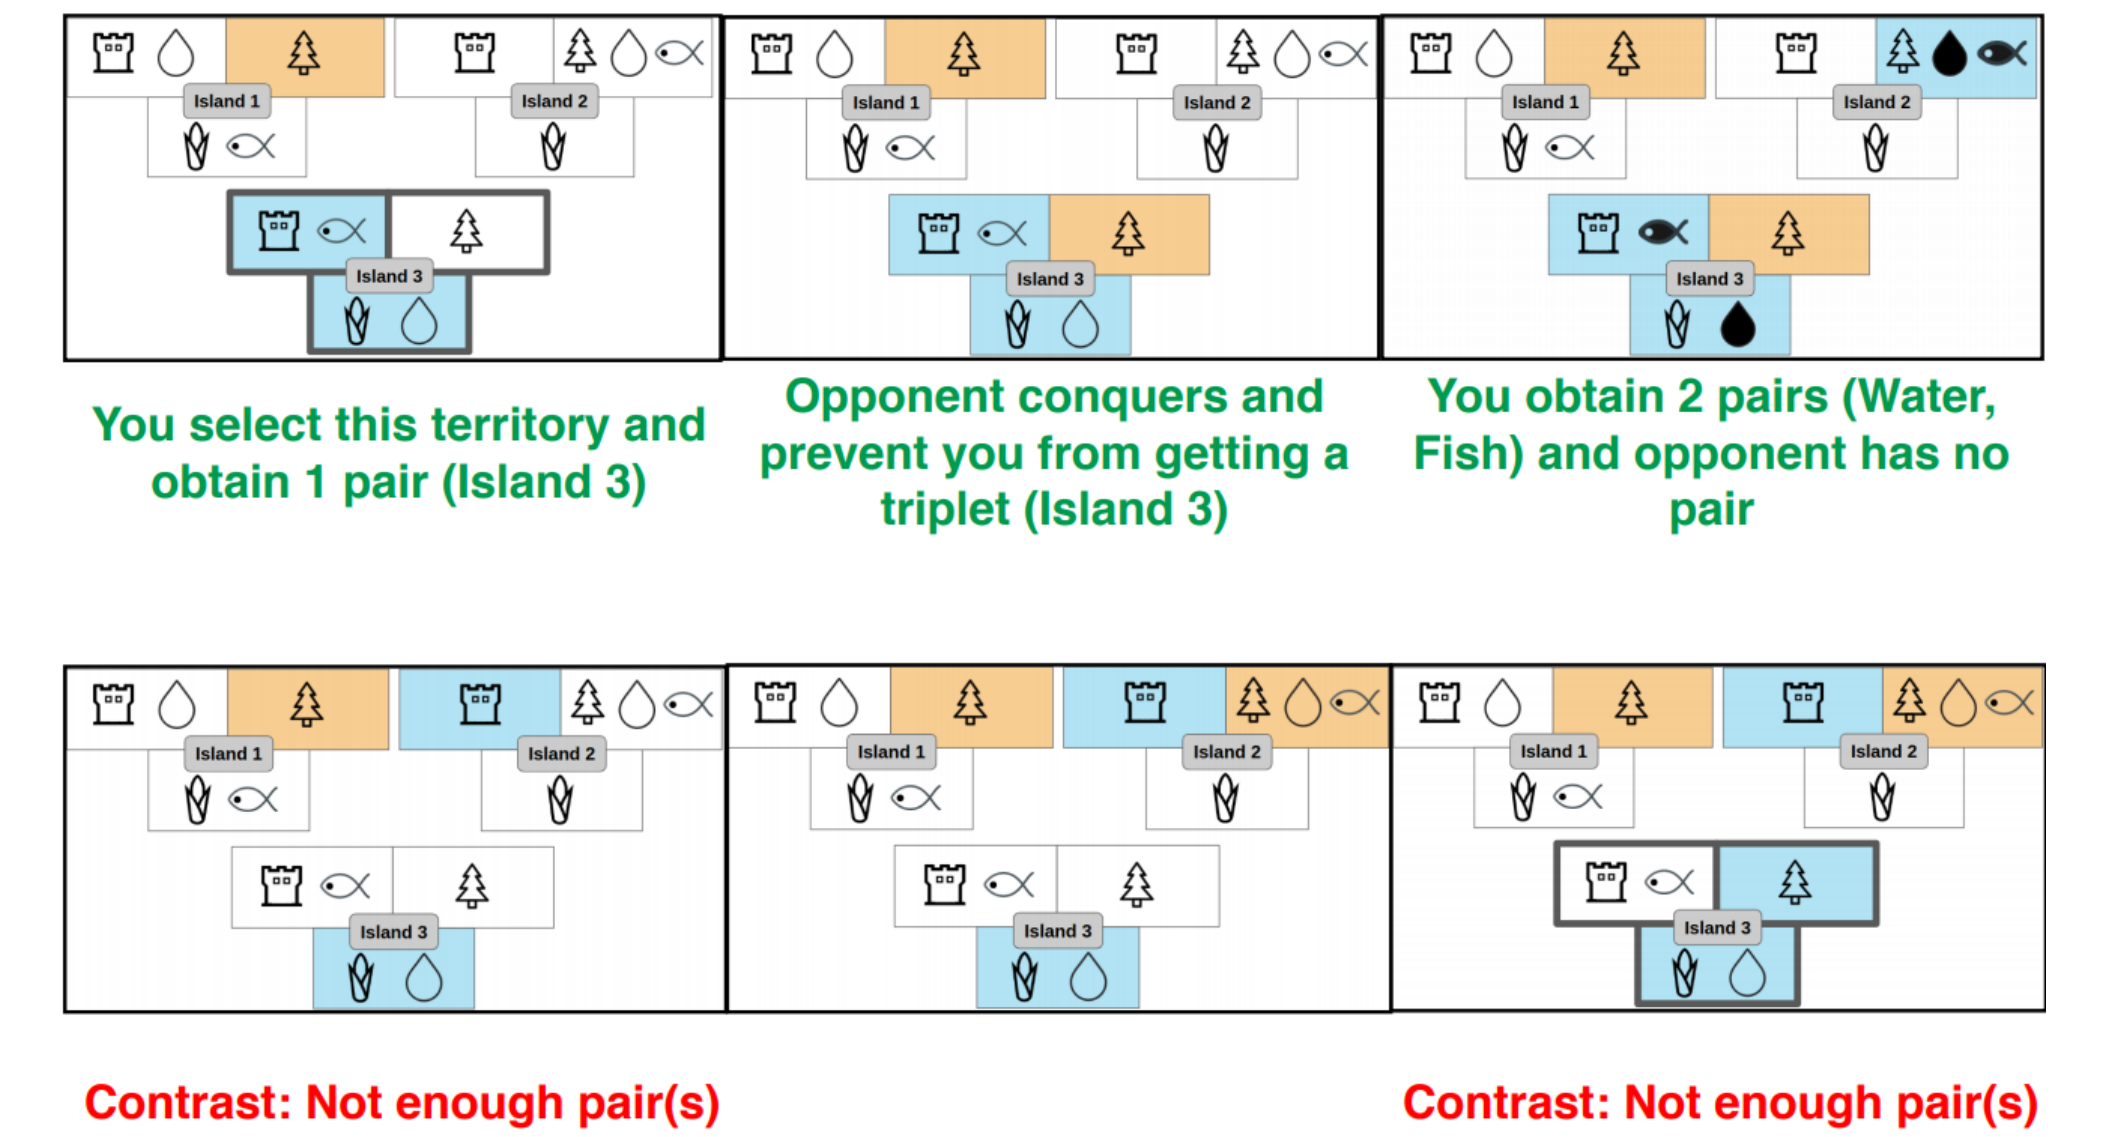 Island 1
Island 2
Island 3
Island 1
Island 2
Island 3
Island 1
Island 2
Island 3
You select this territory and
obtain 1 pair (Island 3)
Opponent conquers and
prevent you from getting a
triplet (Island 3)
You obtain 2 pairs (Water,
Fish) and opponent has no
pair
Island 1
Island 2
Island 3
Island 1
Island 2
Island 3
Island 1
Island 2
Island 3
Contrast: Not enough pair(s)
Contrast: Not enough pair(s)